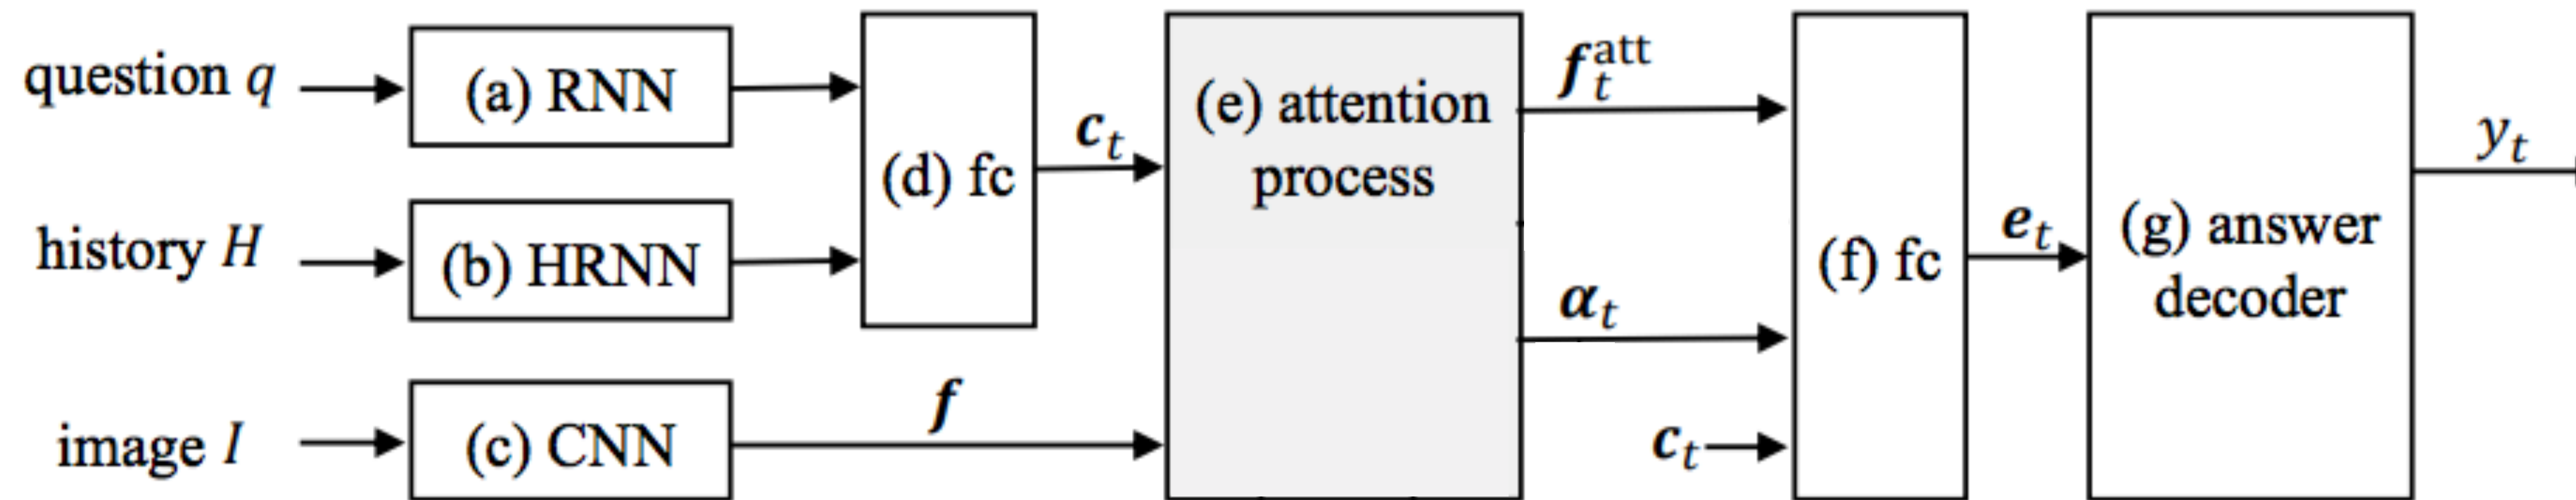 question q
(a) RNN
history H
(b) HRNN
image I
(c) CNN
(d) fc
c_t
f
(e) attention
process
f_t^att
α_t
c_t
(f) fc
e_t
(g) answer
decoder
y_t